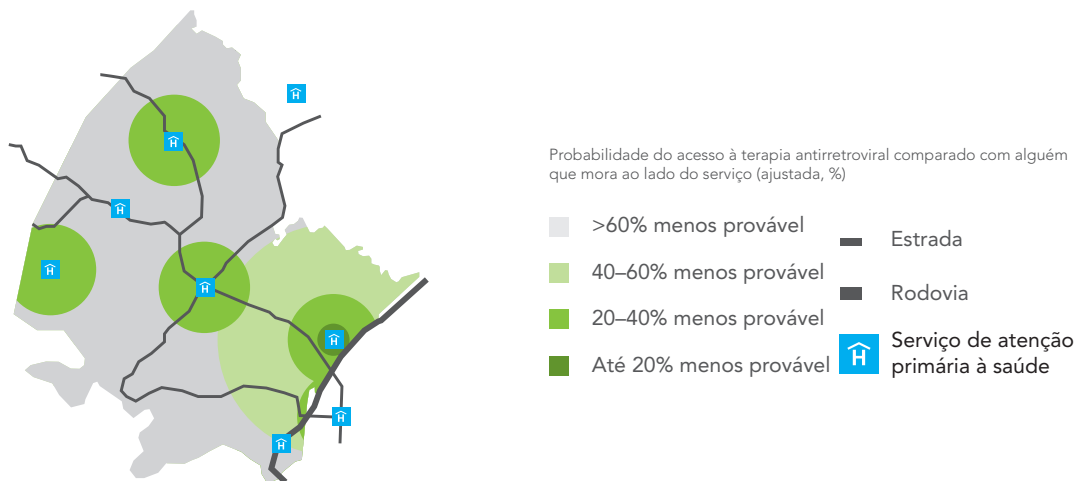 Probabilidade do acesso à terapia antirretroviral comparado com alguém
que mora ao lado do serviço (ajustada, %)
>60% menos provável
40–60% menos provável
20–40% menos provável
Até 20% menos provável
Estrada
Rodovia
H Serviço de atenção
primária à saúde
H
H
H
H
H
H
H
H